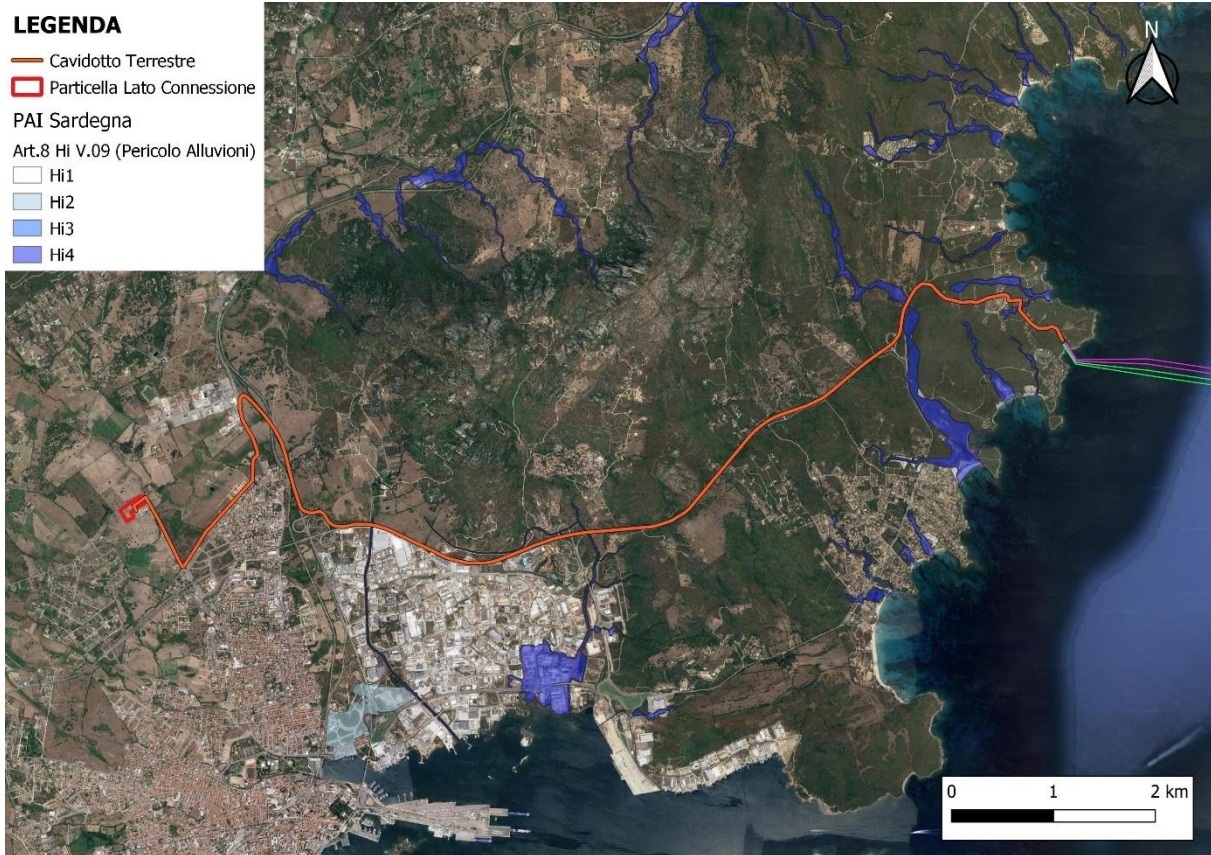 LEGENDA
Cavidotto Terrestre
Particella Lato Connessione
PAI Sardegna
Art.8 Hi V.09 (Pericolo Alluvioni)
Hi1
Hi2
Hi3
Hi4
N
0 1 2 km